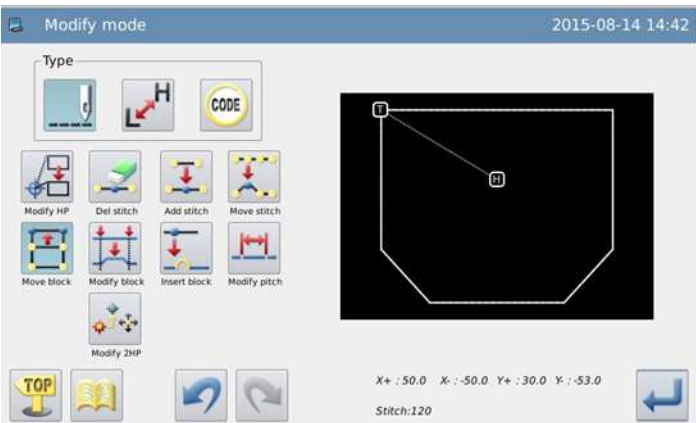 Modify mode 2015-08-14 14:42
Type
L H CODE
Modify HP Del stitch Add stitch Move stitch
Move block Modify block Insert block Modify pitch
Modify 2HP
T
H
TOP
X+ : 50.0 X- : -50.0 Y+ : 30.0 Y- : -53.0
Stitch:120